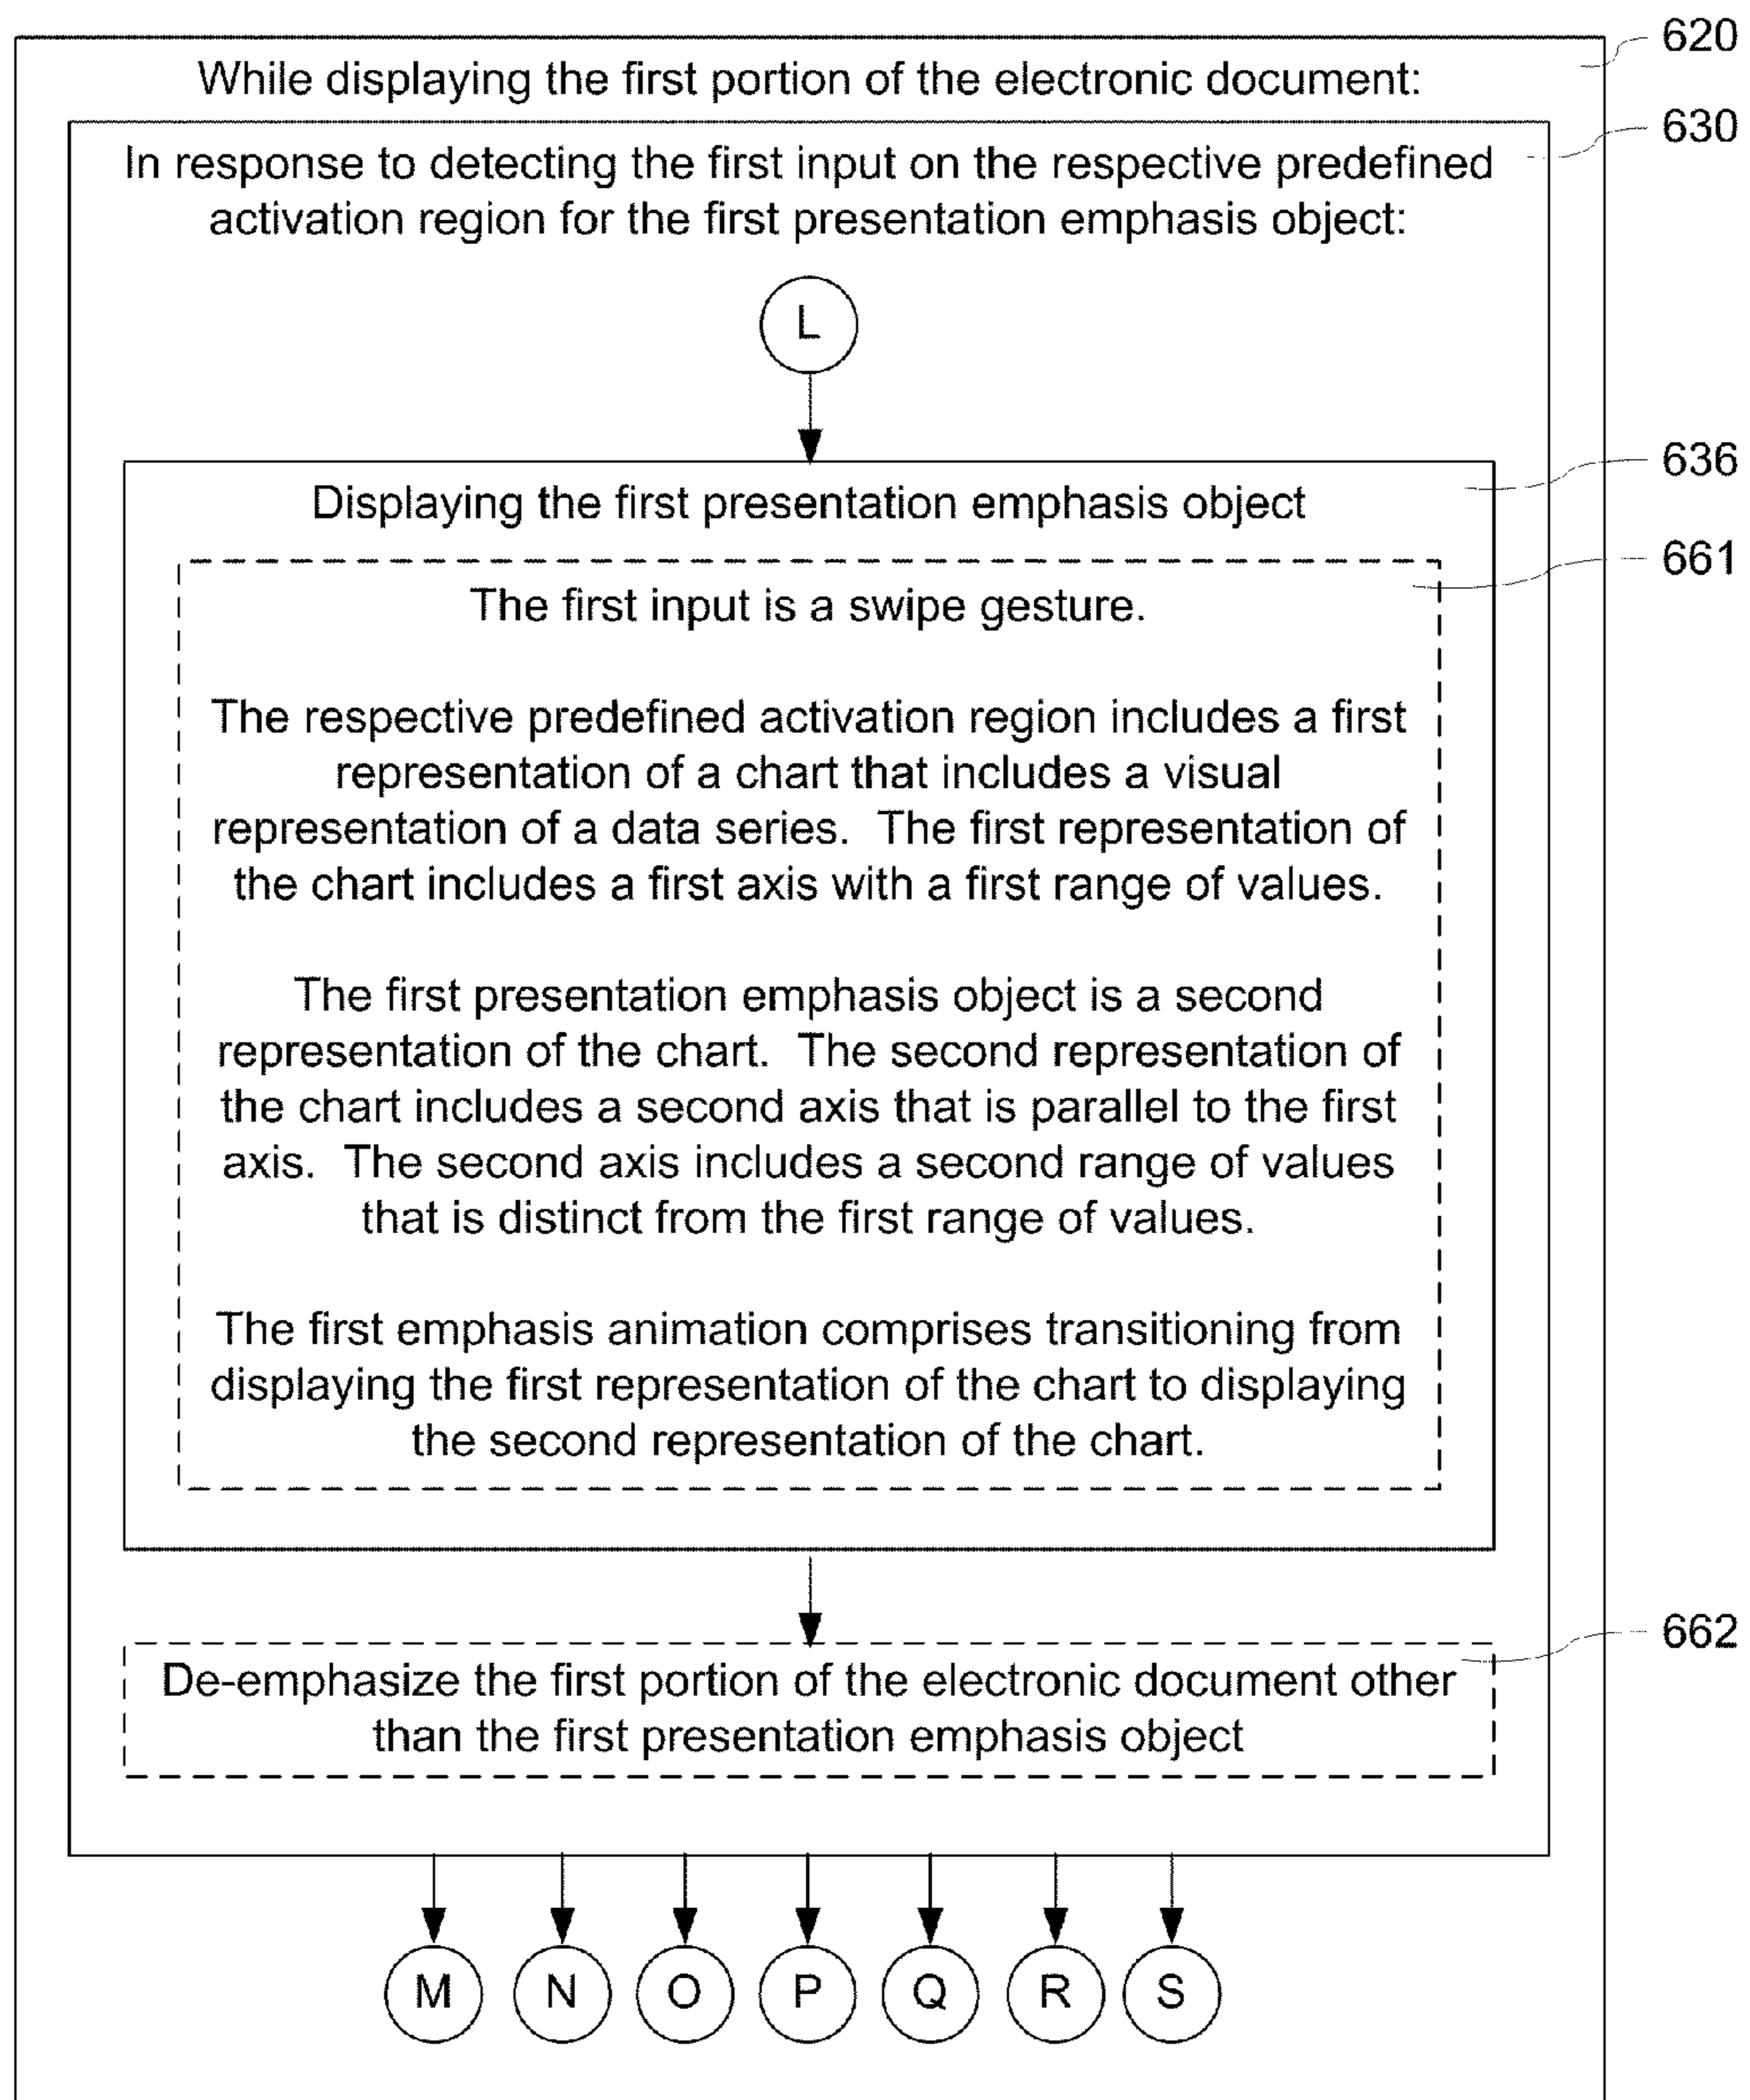 620
While displaying the first portion of the electronic document:
630
In response to detecting the first input on the respective predefined
activation region for the first presentation emphasis object:
L
636
Displaying the first presentation emphasis object
661
The first input is a swipe gesture.
The respective predefined activation region includes a first
representation of a chart that includes a visual
representation of a data series.  The first representation of
the chart includes a first axis with a first range of values.
The first presentation emphasis object is a second
representation of the chart.  The second representation of
the chart includes a second axis that is parallel to the first
axis.  The second axis includes a second range of values
that is distinct from the first range of values.
The first emphasis animation comprises transitioning from
displaying the first representation of the chart to displaying
the second representation of the chart.
662
De-emphasize the first portion of the electronic document other
than the first presentation emphasis object
M N O P Q R S